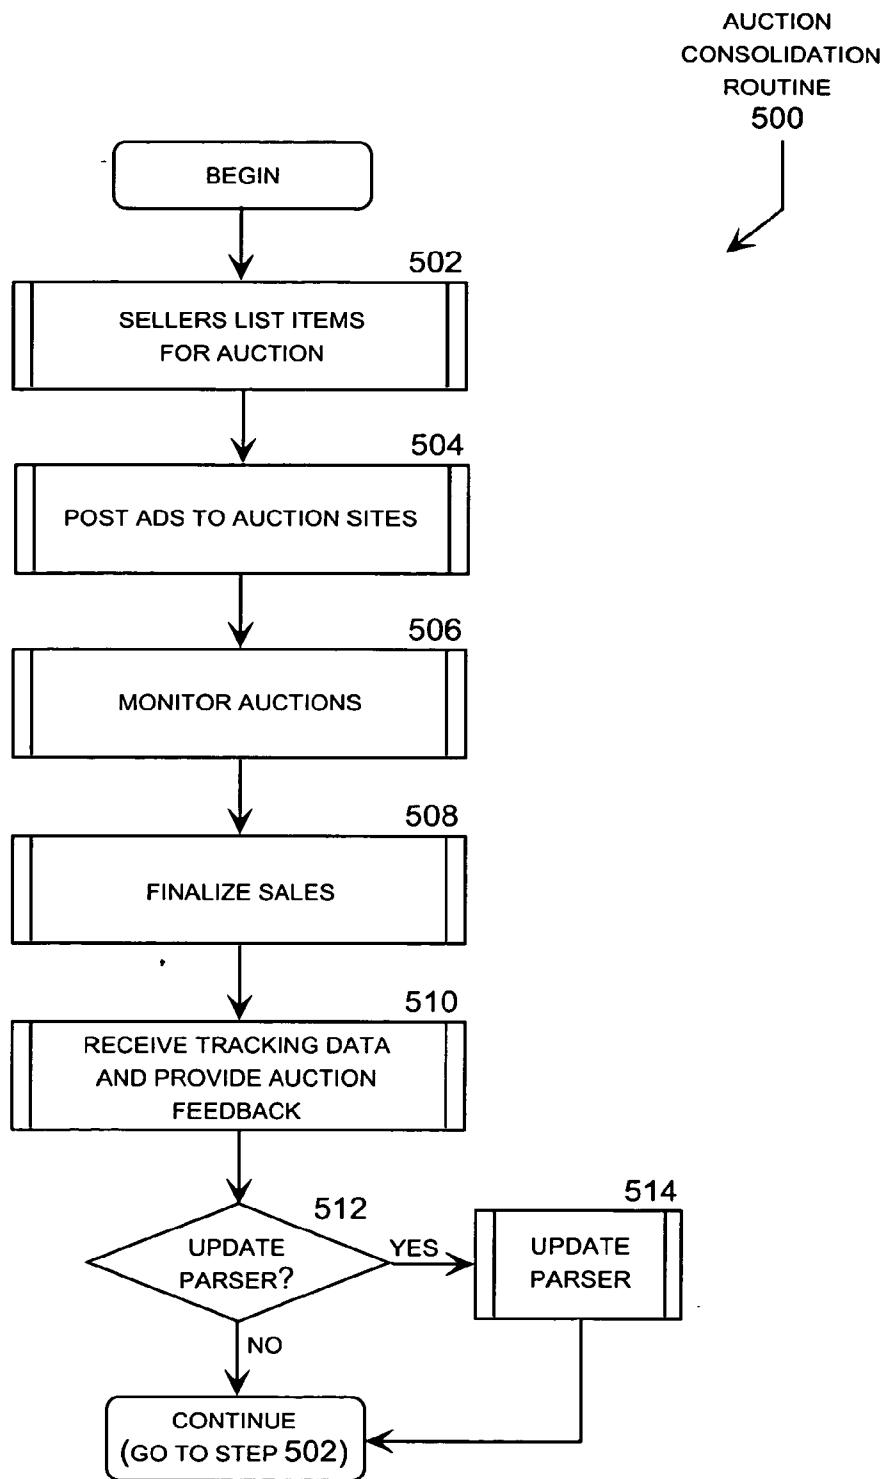 AUCTION
CONSOLIDATION
ROUTINE
500
BEGIN
502
SELLERS LIST ITEMS
FOR AUCTION
504
POST ADS TO AUCTION SITES
506
MONITOR AUCTIONS
508
FINALIZE SALES
510
RECEIVE TRACKING DATA
AND PROVIDE AUCTION
FEEDBACK
512
UPDATE
PARSER?
YES
514
UPDATE
PARSER
NO
CONTINUE
(GO TO STEP 502)